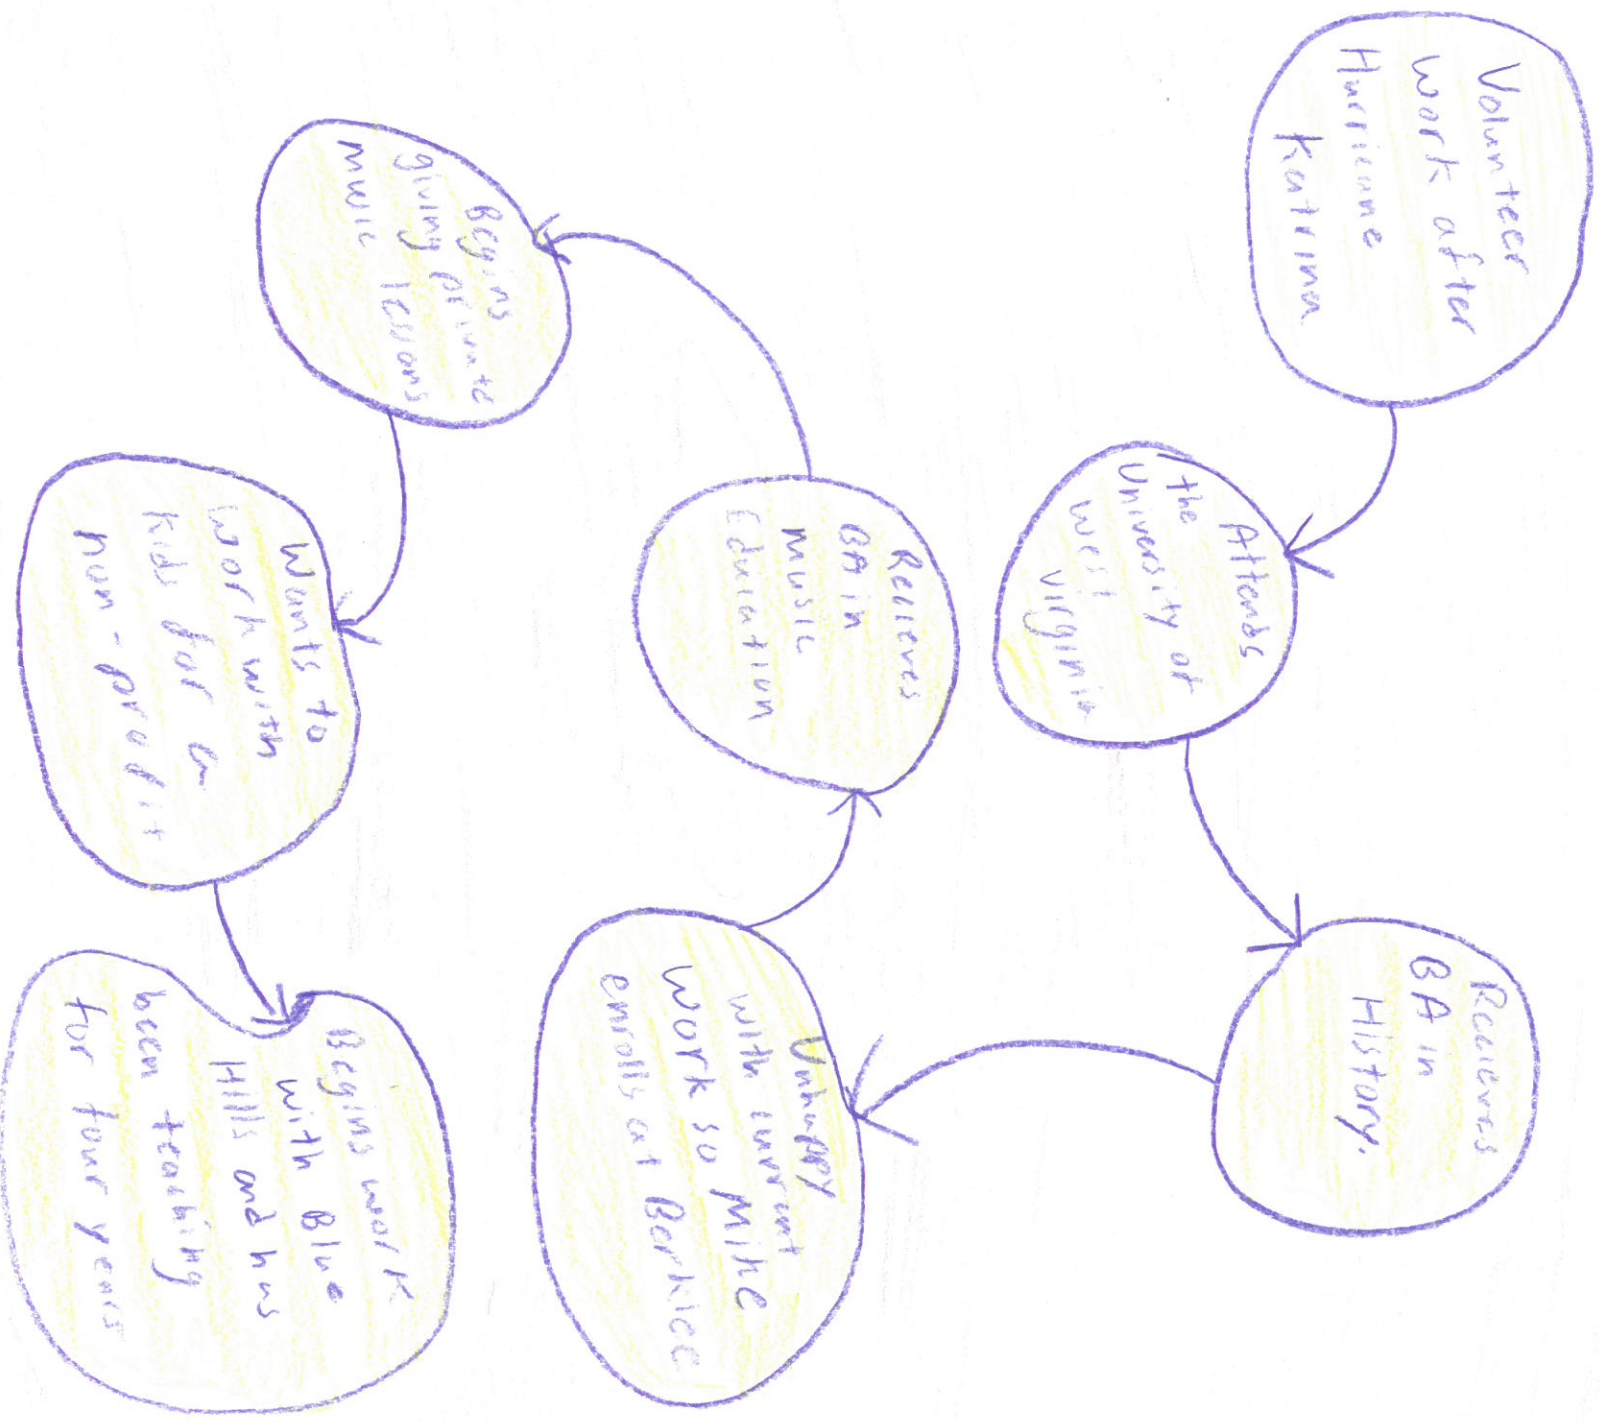 Volunteer
Work after
Hurricane
Katrina
Attends
the
University of
West Virginia
Recieves
BA in
History.
Unhappy
with current
work so Mike
enrolls at Berklee
Recieves
BA in
Music
Education
Begins
giving private
music lessons
Wants to
work with
kids for a
non-profit
Begins work
with Blue
Hills and has
been teaching
for four years